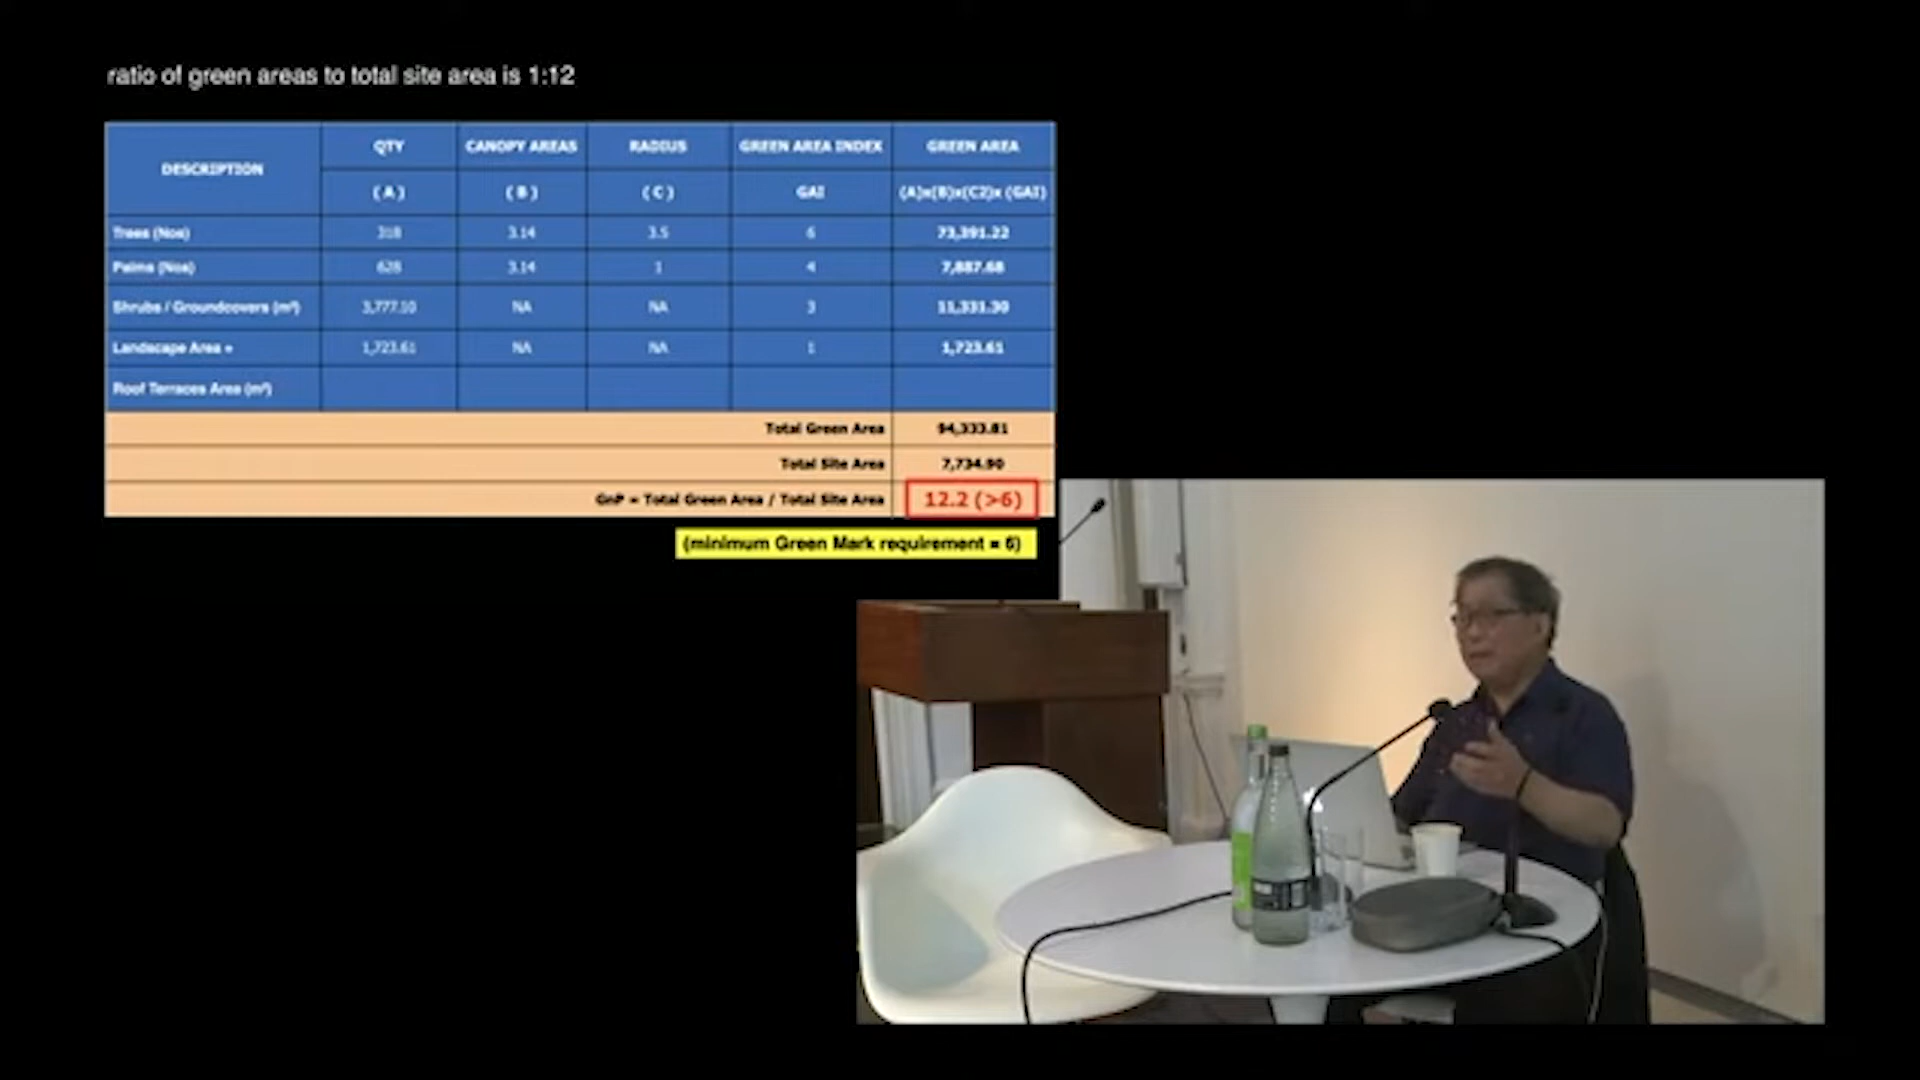 ratio of green areas to total site area is 1:12
DESCRIPTION QTY CANOPY AREAS RADIUS GREEN AREA INDEX GREEN AREA
(A) (B) (C) GAI (A)x(B)x(C2)x (GAI)
Trees (Nos) 318 3.14 3.5 6 73,391.22
Palms (Nos) 628 3.14 1 4 7,887.68
Shrubs / Groundcovers (m²) 3,777.10 NA NA 3 11,331.30
Landscape Area + 1,723.61 NA NA 1 1,723.61
Roof Terraces Area (m²)
Total Green Area 94,333.81
Total Site Area 7,734.90
GnP = Total Green Area / Total Site Area 12.2 (>6)
(minimum Green Mark requirement = 6)